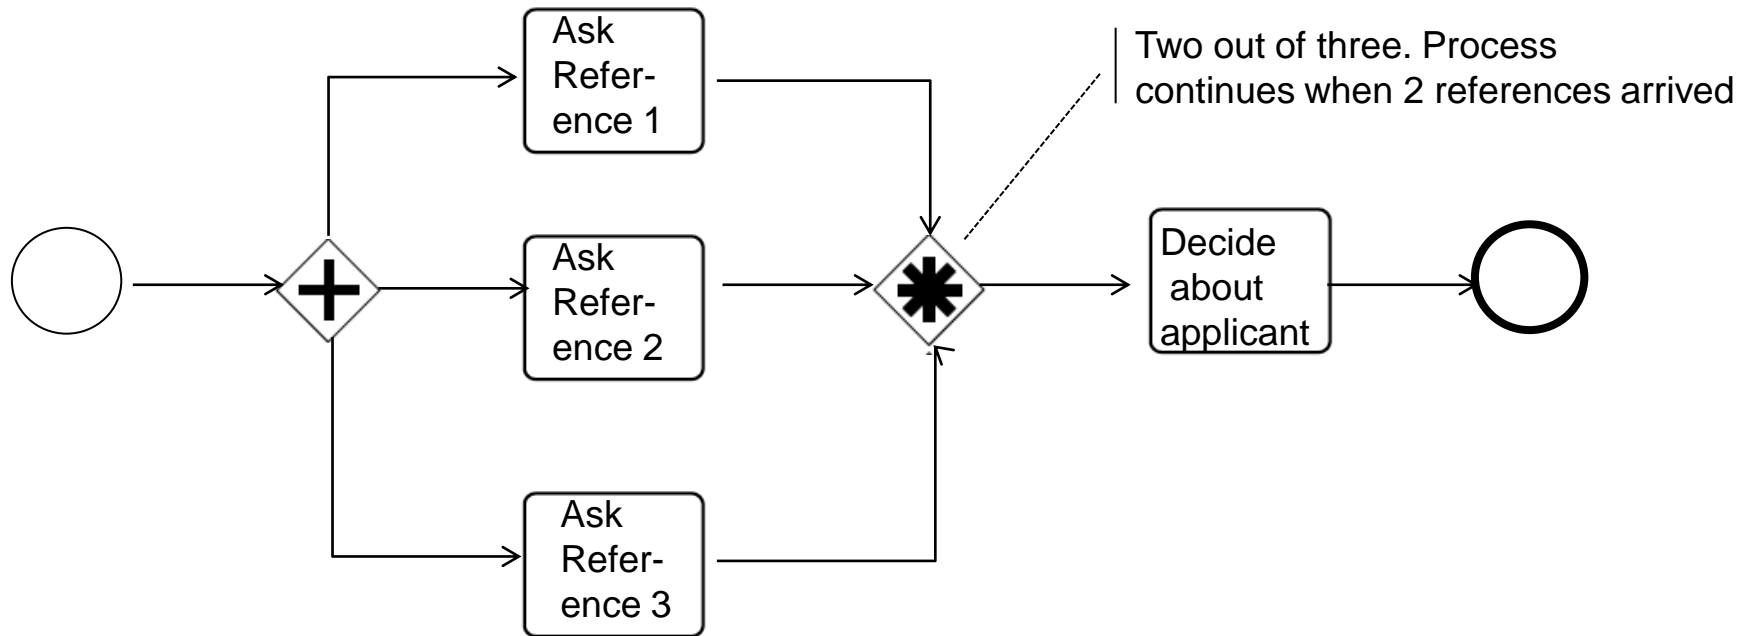 Ask
Refer-
ence 1
Two out of three. Process
continues when 2 references arrived
Ask
Refer-
ence 2
Decide
about
applicant
Ask
Refer-
ence 3